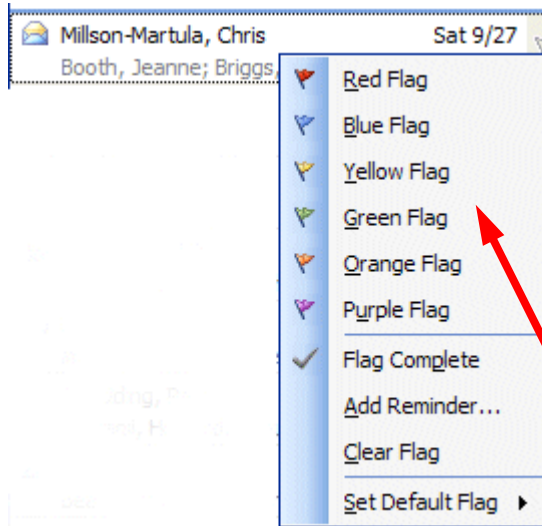 Millson-Martula, Chris Sat 9/27
Booth, Jeanne; Briggs,
Red Flag
Blue Flag
Yellow Flag
Green Flag
Orange Flag
Purple Flag
Flag Complete
Add Reminder...
Clear Flag
Set Default Flag